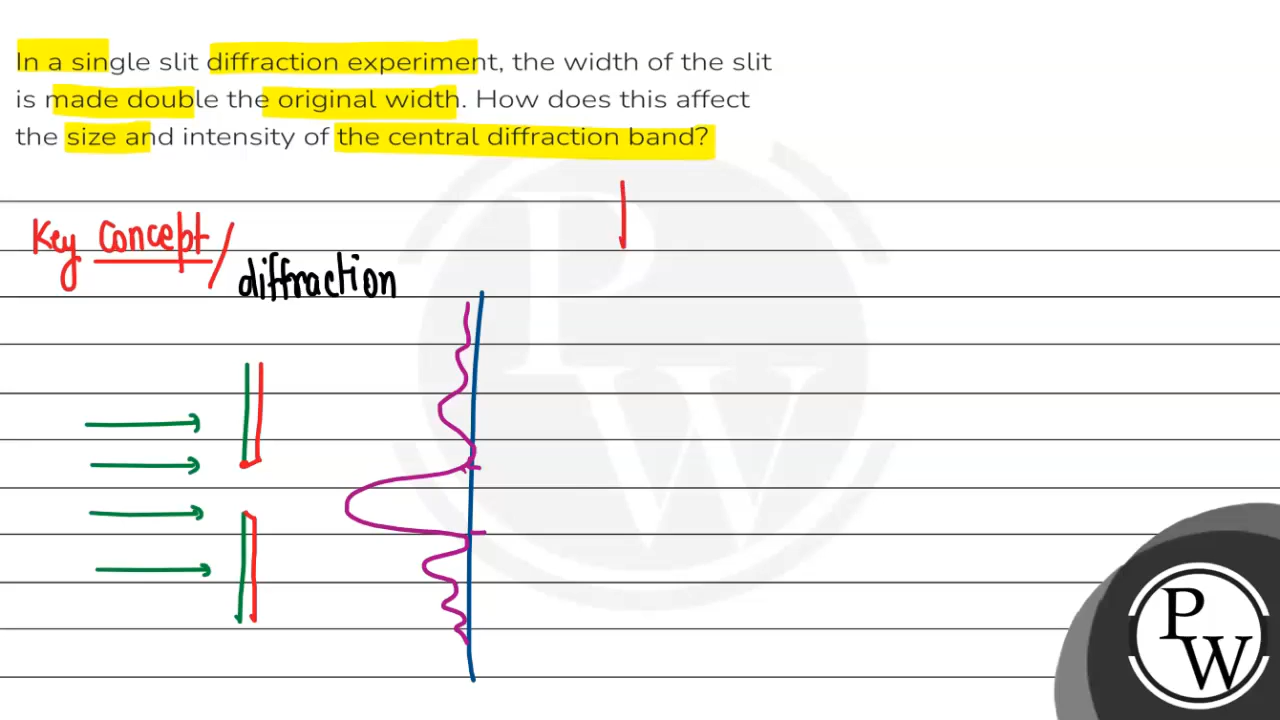 In a single slit diffraction experiment, the width of the slit
is made double the original width. How does this affect
the size and intensity of the central diffraction band?
Key Concept/
diffraction
P
W
P
W